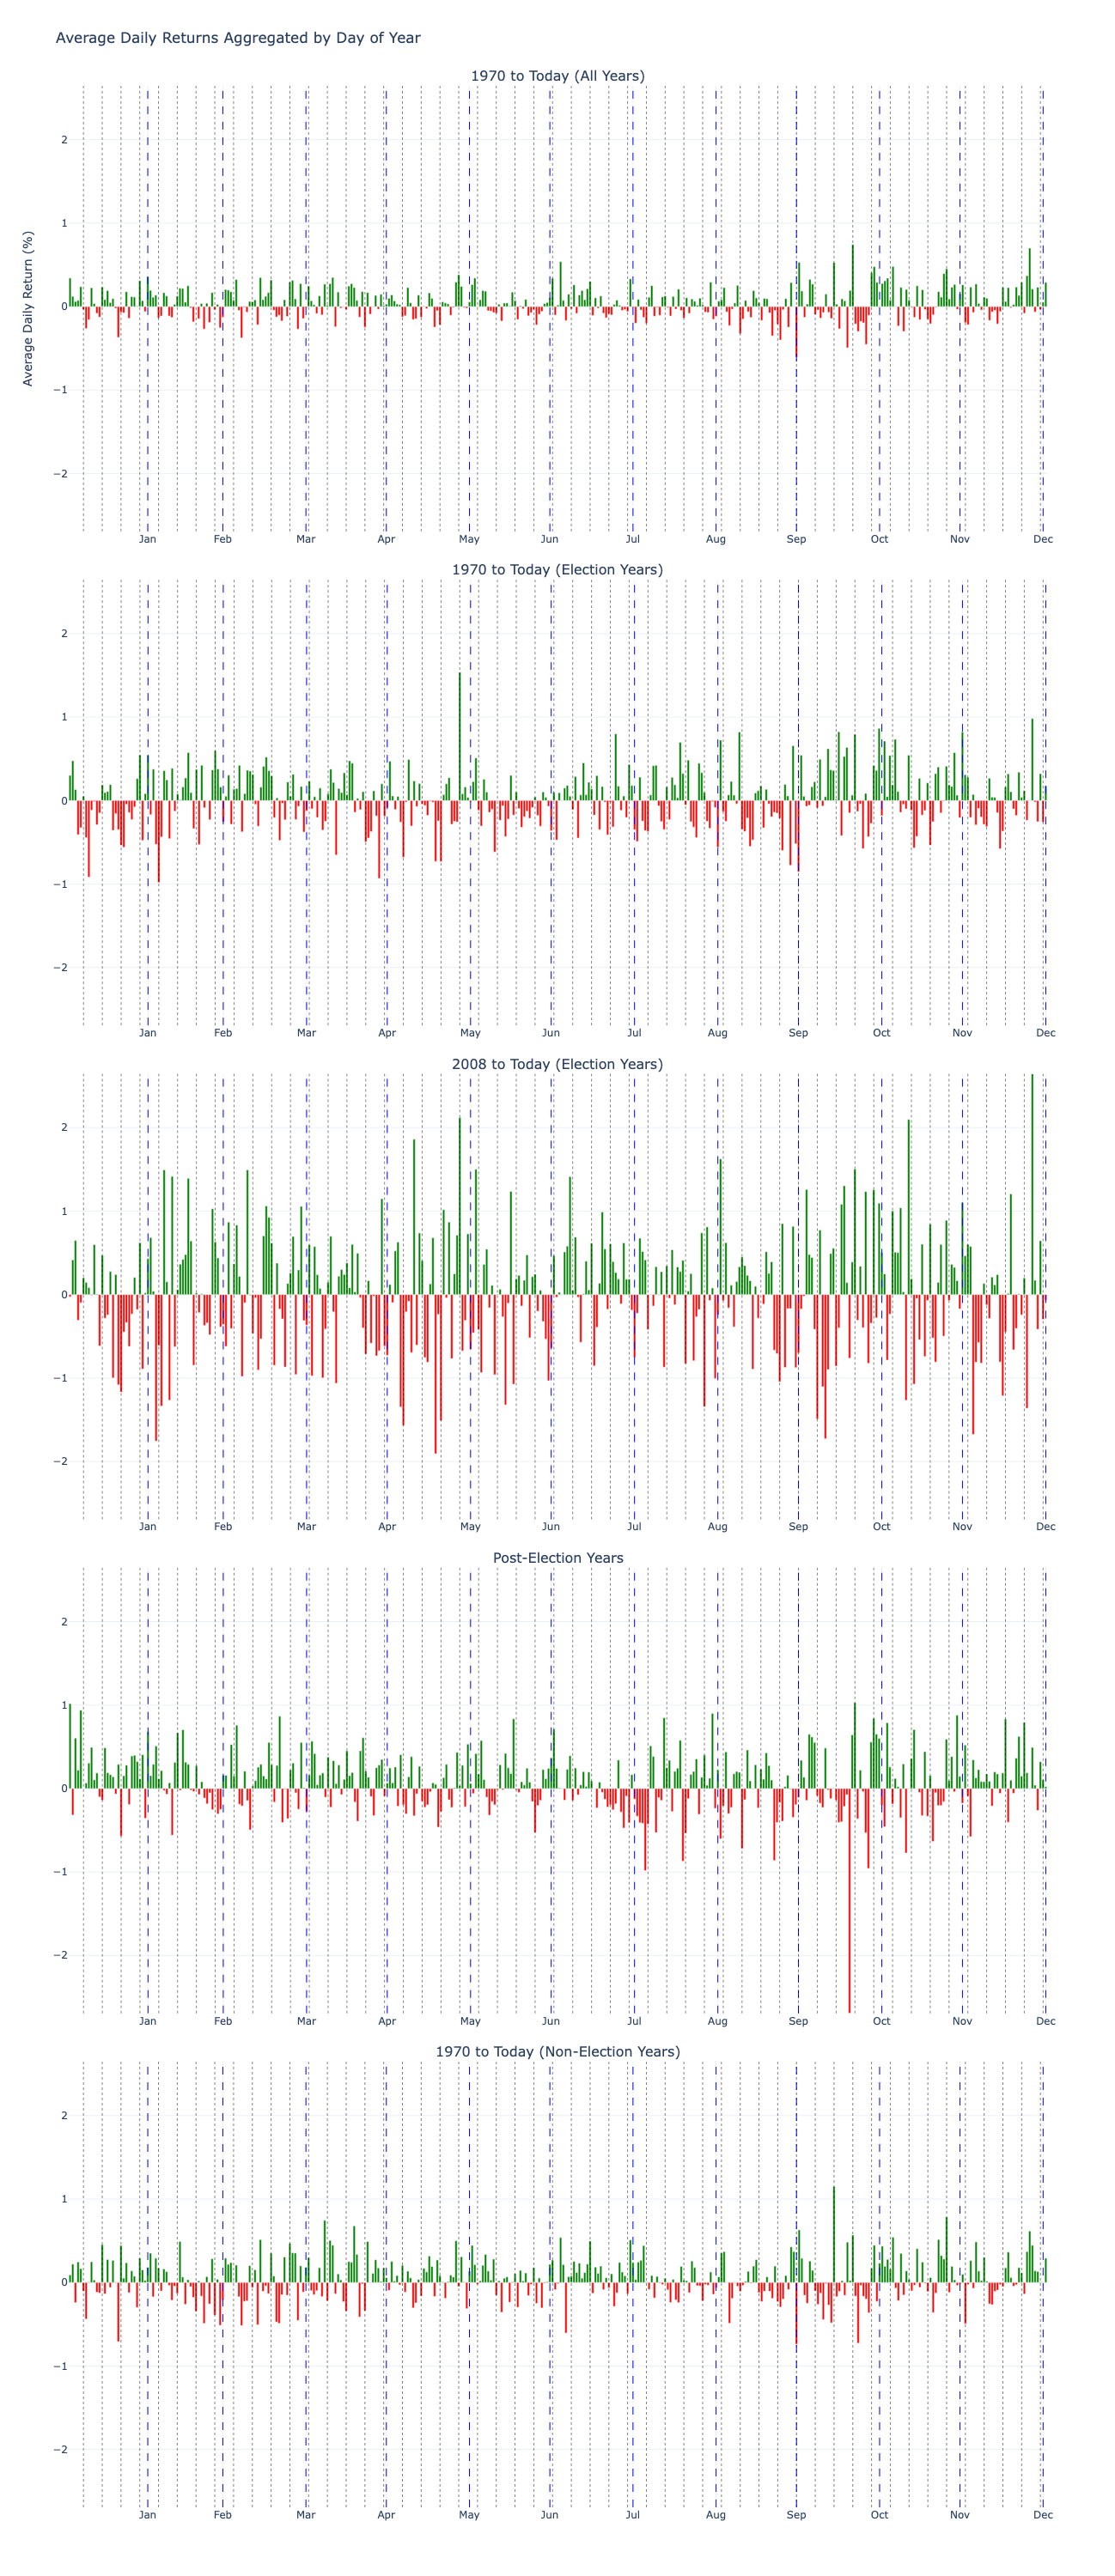 Average Daily Returns Aggregated by Day of Year
1970 to Today (All Years)
2
1
0
−1
−2
Average Daily Return (%)
Jan Feb Mar Apr May Jun Jul Aug Sep Oct Nov Dec
1970 to Today (Election Years)
2
1
0
−1
−2
Jan Feb Mar Apr May Jun Jul Aug Sep Oct Nov Dec
2008 to Today (Election Years)
2
1
0
−1
−2
Jan Feb Mar Apr May Jun Jul Aug Sep Oct Nov Dec
Post-Election Years
2
1
0
−1
−2
Jan Feb Mar Apr May Jun Jul Aug Sep Oct Nov Dec
1970 to Today (Non-Election Years)
2
1
0
−1
−2
Jan Feb Mar Apr May Jun Jul Aug Sep Oct Nov Dec